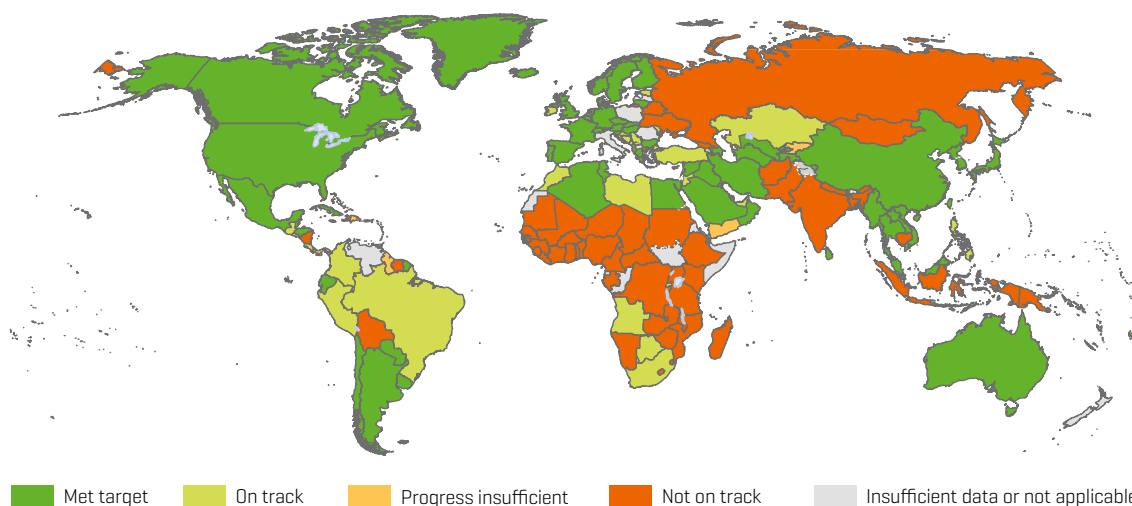 Met target
On track
Progress insufficient
Not on track
Insufficient data or not applicable